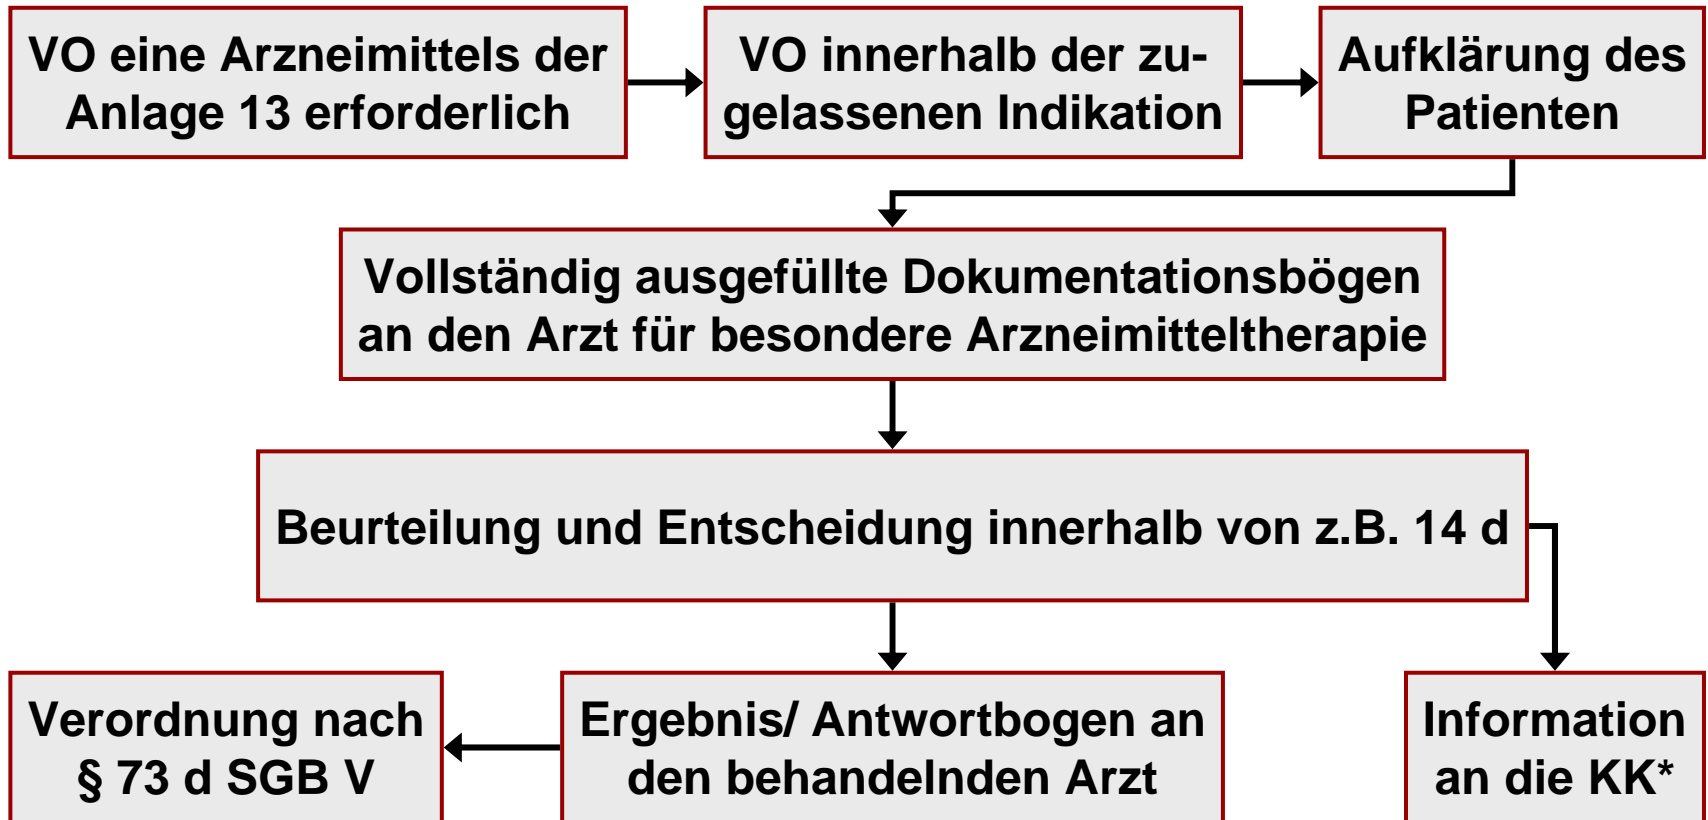 VO eine Arzneimittels der
Anlage 13 erforderlich
VO innerhalb der zu-
gelassenen Indikation
Aufklärung des
Patienten
Vollständig ausgefüllte Dokumentationsbögen
an den Arzt für besondere Arzneimitteltherapie
Beurteilung und Entscheidung innerhalb von z.B. 14 d
Verordnung nach
§ 73 d SGB V
Ergebnis/ Antwortbogen an
den behandelnden Arzt
Information
an die KK*